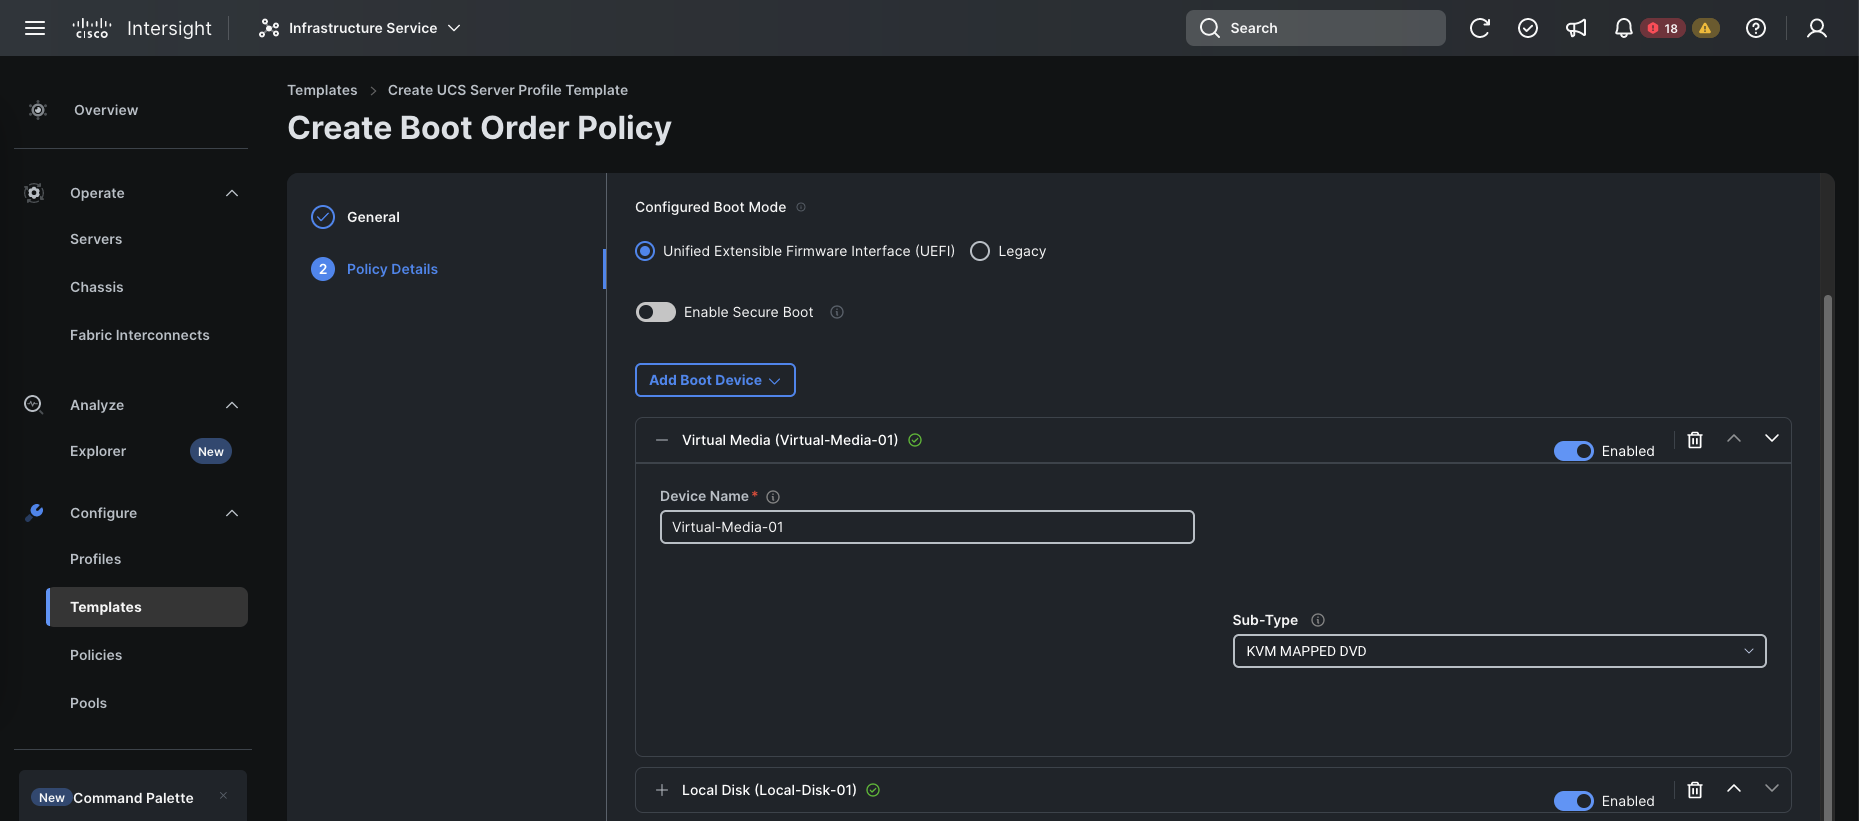 cisco Intersight
Infrastructure Service
Search
18
Overview
Operate
Servers
Chassis
Fabric Interconnects
Analyze
Explorer New
Configure
Profiles
Templates
Policies
Pools
New Command Palette
Templates > Create UCS Server Profile Template
Create Boot Order Policy
General
2 Policy Details
Configured Boot Mode
Unified Extensible Firmware Interface (UEFI) Legacy
Enable Secure Boot
Add Boot Device
Virtual Media (Virtual-Media-01) Enabled
Device Name *
Virtual-Media-01
Sub-Type
KVM MAPPED DVD
Local Disk (Local-Disk-01) Enabled